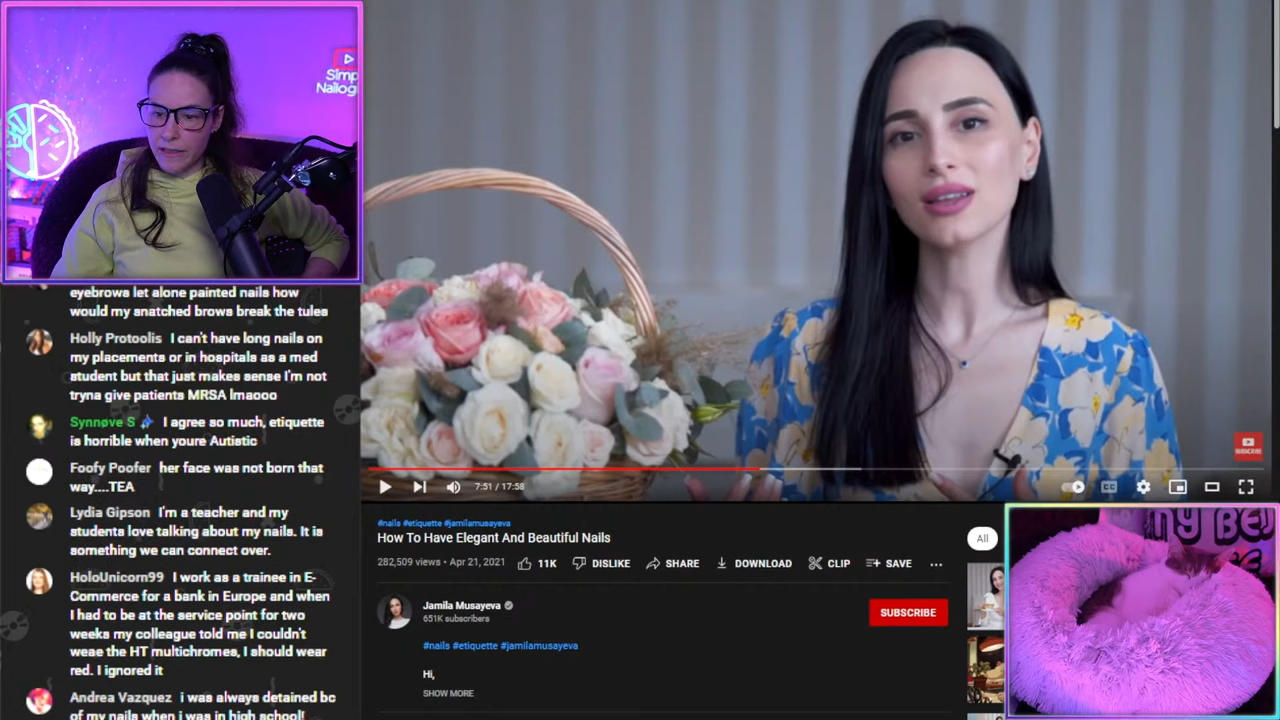 Simp
Nailog
eyebrows let alone painted nails how
would my snatched brows break the tules
Holly Protoolis I can't have long nails on
my placements or in hospitals as a med
student but that just makes sense I'm not
tryna give patients MRSA lmaooo
Synnøve S I agree so much, etiquette
is horrible when youre Autistic
Foofy Poofer her face was not born that
way....TEA
Lydia Gipson I'm a teacher and my
students love talking about my nails. It is
something we can connect over.
HoloUnicorn99 I work as a trainee in E-
Commerce for a bank in Europe and when
I had to be at the service point for two
weeks my colleague told me I couldn't
weae the HT multichromes, I should wear
red. I ignored it
Andrea Vazquez i was always detained bc
of my nails when i was in high school!
SUBSCRIBE
7:51 / 17:58
CC
#nails #etiquette #jamilamusayeva
How To Have Elegant And Beautiful Nails
282,509 views • Apr 21, 2021
11K
DISLIKE
SHARE
DOWNLOAD
CLIP
SAVE
Jamila Musayeva
651K subscribers
SUBSCRIBE
#nails #etiquette #jamilamusayeva
Hi,
SHOW MORE
All
MY BE